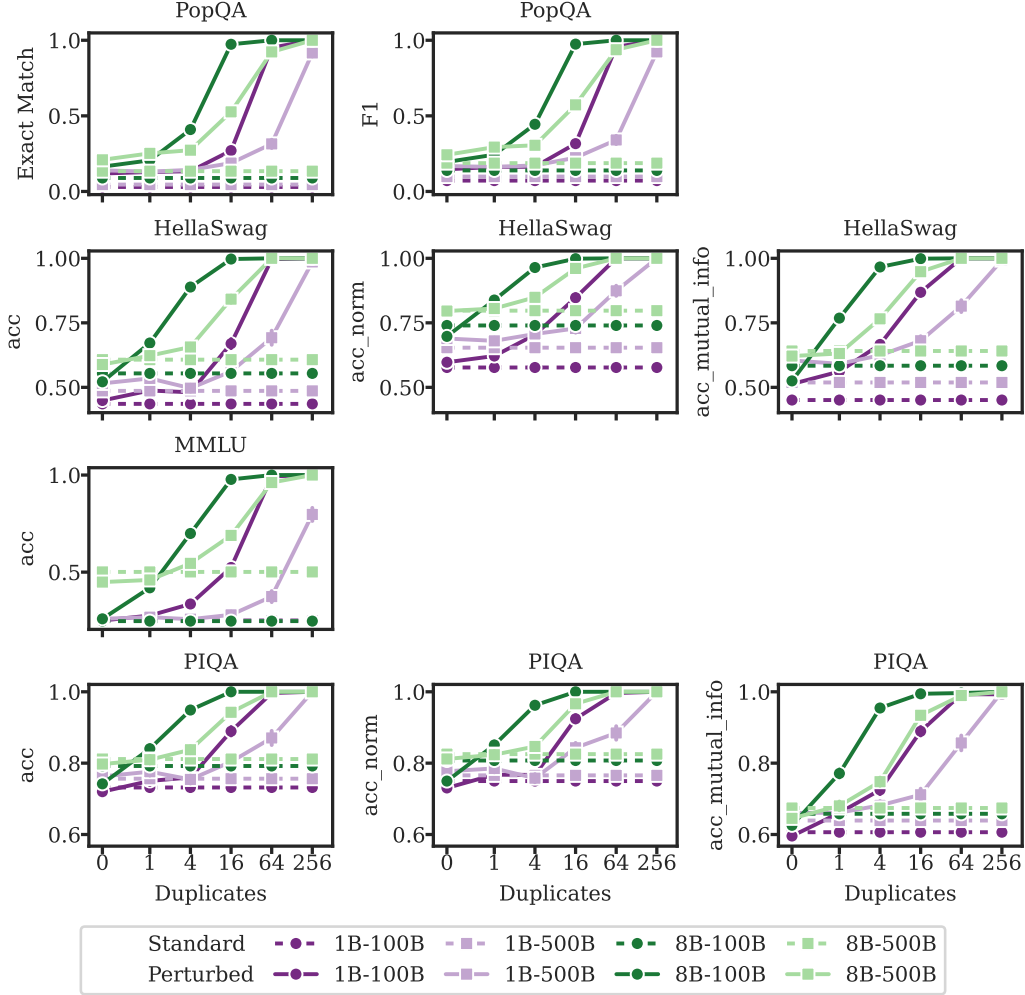 PopQA PopQA
1.0 1.0
Exact Match F1
0.5 0.5
0.0 0.0
HellaSwag HellaSwag HellaSwag
1.00 1.00 1.00
acc acc_norm acc_mutual_info
0.75 0.75 0.75
0.50 0.50 0.50
MMLU
1.0
acc
0.5
PIQA PIQA PIQA
1.0 1.0 1.0
acc acc_norm acc_mutual_info
0.8 0.8 0.8
0.6 0.6 0.6
0 1 4 16 64 256 0 1 4 16 64 256 0 1 4 16 64 256
Duplicates Duplicates Duplicates
Standard 1B-100B 1B-500B 8B-100B 8B-500B
Perturbed 1B-100B 1B-500B 8B-100B 8B-500B